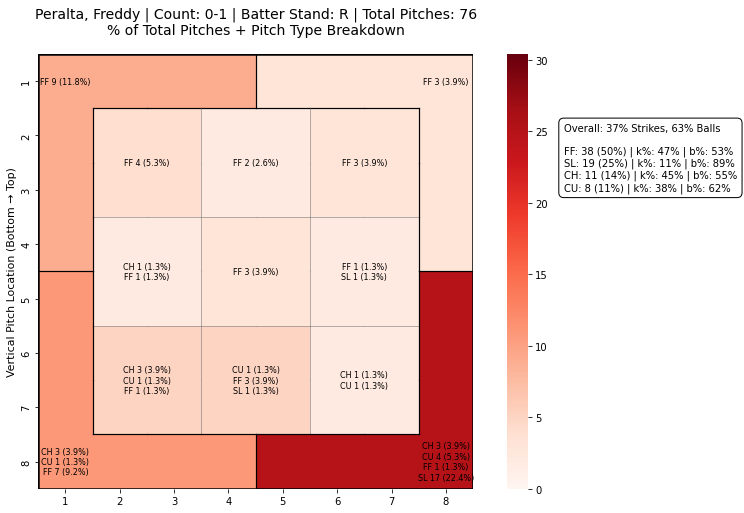 Peralta, Freddy | Count: 0-1 | Batter Stand: R | Total Pitches: 76
% of Total Pitches + Pitch Type Breakdown
Vertical Pitch Location (Bottom → Top)
1
2
3
4
5
6
7
8
FF 9 (11.8%)
FF 3 (3.9%)
FF 4 (5.3%)
FF 2 (2.6%)
FF 3 (3.9%)
CH 1 (1.3%)
FF 1 (1.3%)
FF 3 (3.9%)
FF 1 (1.3%)
SL 1 (1.3%)
CH 3 (3.9%)
CU 1 (1.3%)
FF 1 (1.3%)
CU 1 (1.3%)
FF 3 (3.9%)
SL 1 (1.3%)
CH 1 (1.3%)
CU 1 (1.3%)
CH 3 (3.9%)
CU 1 (1.3%)
FF 7 (9.2%)
CH 3 (3.9%)
CU 4 (5.3%)
FF 1 (1.3%)
SL 17 (22.4%)
1 2 3 4 5 6 7 8
30
25
20
15
10
5
0
Overall: 37% Strikes, 63% Balls
FF: 38 (50%) | k%: 47% | b%: 53%
SL: 19 (25%) | k%: 11% | b%: 89%
CH: 11 (14%) | k%: 45% | b%: 55%
CU: 8 (11%) | k%: 38% | b%: 62%